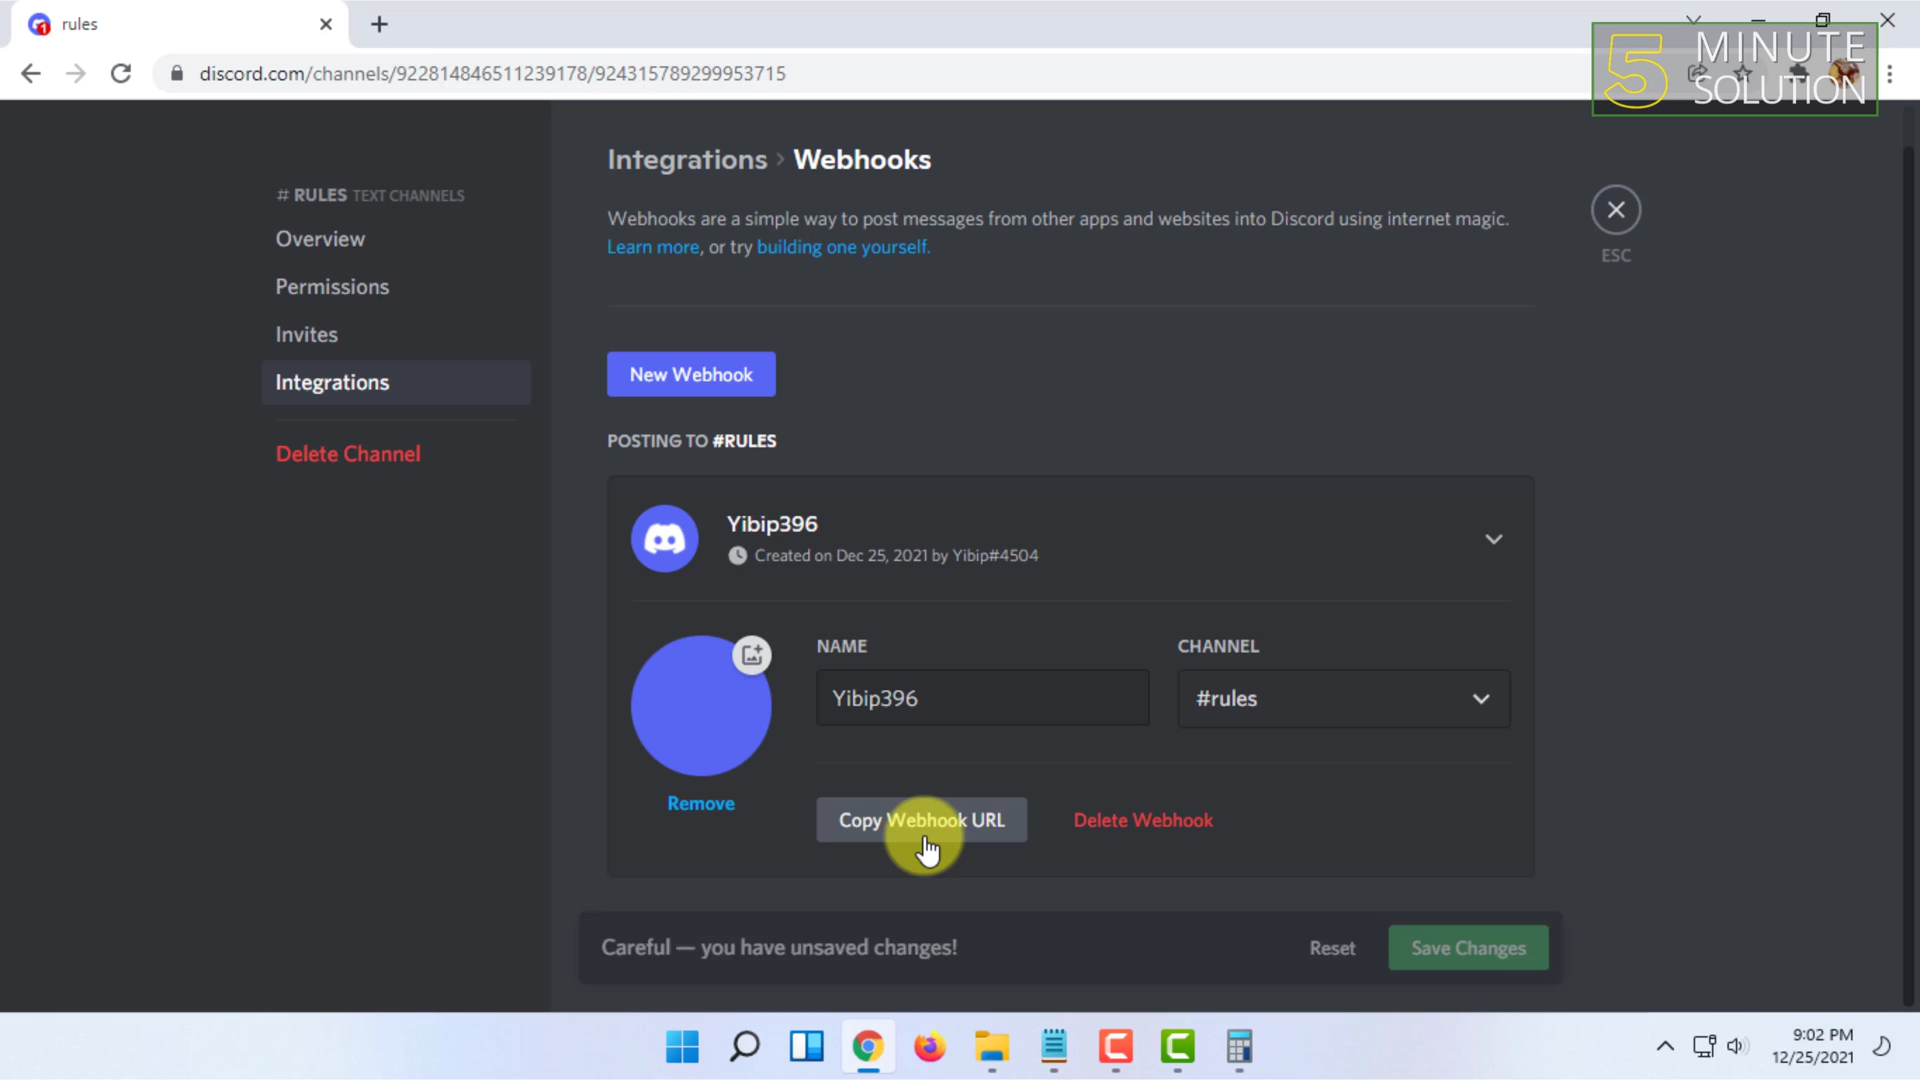 rules
discord.com/channels/922814846511239178/924315789299953715
5 MINUTE
SOLUTION
Integrations > Webhooks
# RULES TEXT CHANNELS
Overview
Permissions
Invites
Integrations
Delete Channel
Webhooks are a simple way to post messages from other apps and websites into Discord using internet magic.
Learn more, or try building one yourself.
ESC
New Webhook
POSTING TO #RULES
Yibip396
Created on Dec 25, 2021 by Yibip#4504
NAME
CHANNEL
Yibip396
#rules
Remove
Copy Webhook URL
Delete Webhook
Careful — you have unsaved changes!
Reset
Save Changes
9:02 PM
12/25/2021